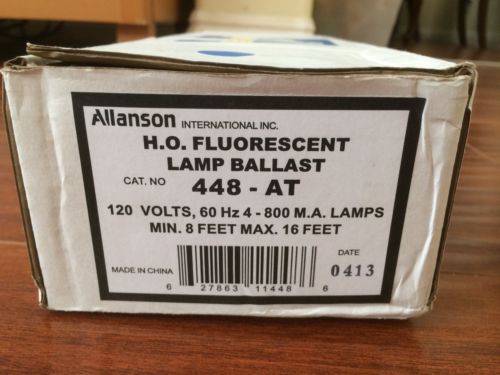 Allanson INTERNATIONAL INC.
H.O. FLUORESCENT
LAMP BALLAST
CAT. NO 448 - AT
120 VOLTS, 60 Hz 4 - 800 M.A. LAMPS
MIN. 8 FEET MAX. 16 FEET
DATE
0413
MADE IN CHINA
6 27863 11448 6